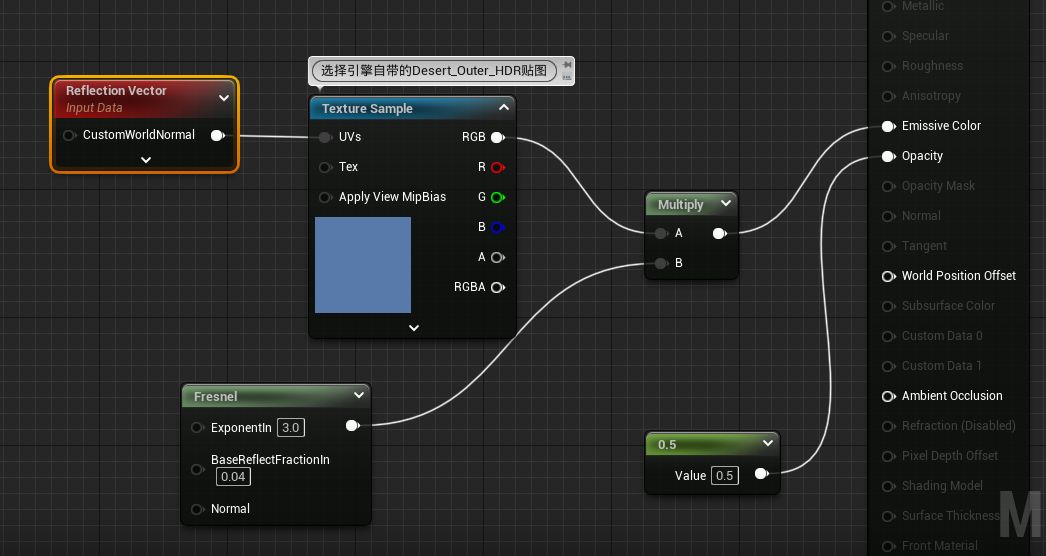 Reflection Vector
Input Data
CustomWorldNormal
选择引擎自带的Desert_Outer_HDR贴图
Texture Sample
UVs
RGB
Tex
R
Apply View MipBias
G
B
A
RGBA
Fresnel
ExponentIn 3.0
BaseReflectFractionIn
0.04
Normal
Multiply
A
B
0.5
Value 0.5
Metallic
Specular
Roughness
Anisotropy
Emissive Color
Opacity
Opacity Mask
Normal
Tangent
World Position Offset
Subsurface Color
Custom Data 0
Custom Data 1
Ambient Occlusion
Refraction (Disabled)
Pixel Depth Offset
Shading Model
Surface Thickness
Front Material
M